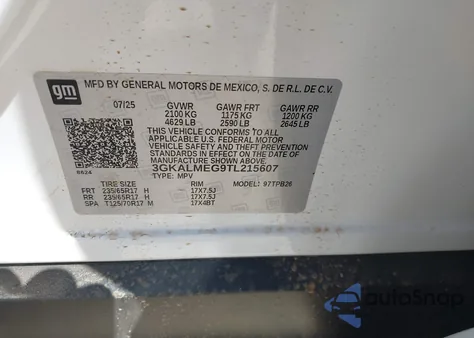 gm
MFD BY GENERAL MOTORS DE MEXICO, S. DE R.L. DE C.V.
07/25 GVWR GAWR FRT GAWR RR
2100 KG 1175 KG 1200 KG
4629 LB 2590 LB 2645 LB
THIS VEHICLE CONFORMS TO ALL
APPLICABLE U.S. FEDERAL MOTOR
VEHICLE SAFETY AND THEFT
PREVENTION STANDARDS IN EFFECT ON
THE DATE OF MANUFACTURE SHOWN ABOVE.
3GKALMEG9TL215607
8624 TYPE: MPV
TIRE SIZE RIM MODEL: 97TPB26
FRT 235/65R17 H 17X7.5J
RR 235/65R17 H 17X7.5J
SPA T125/70R17 M 17X4BT
autoSnap